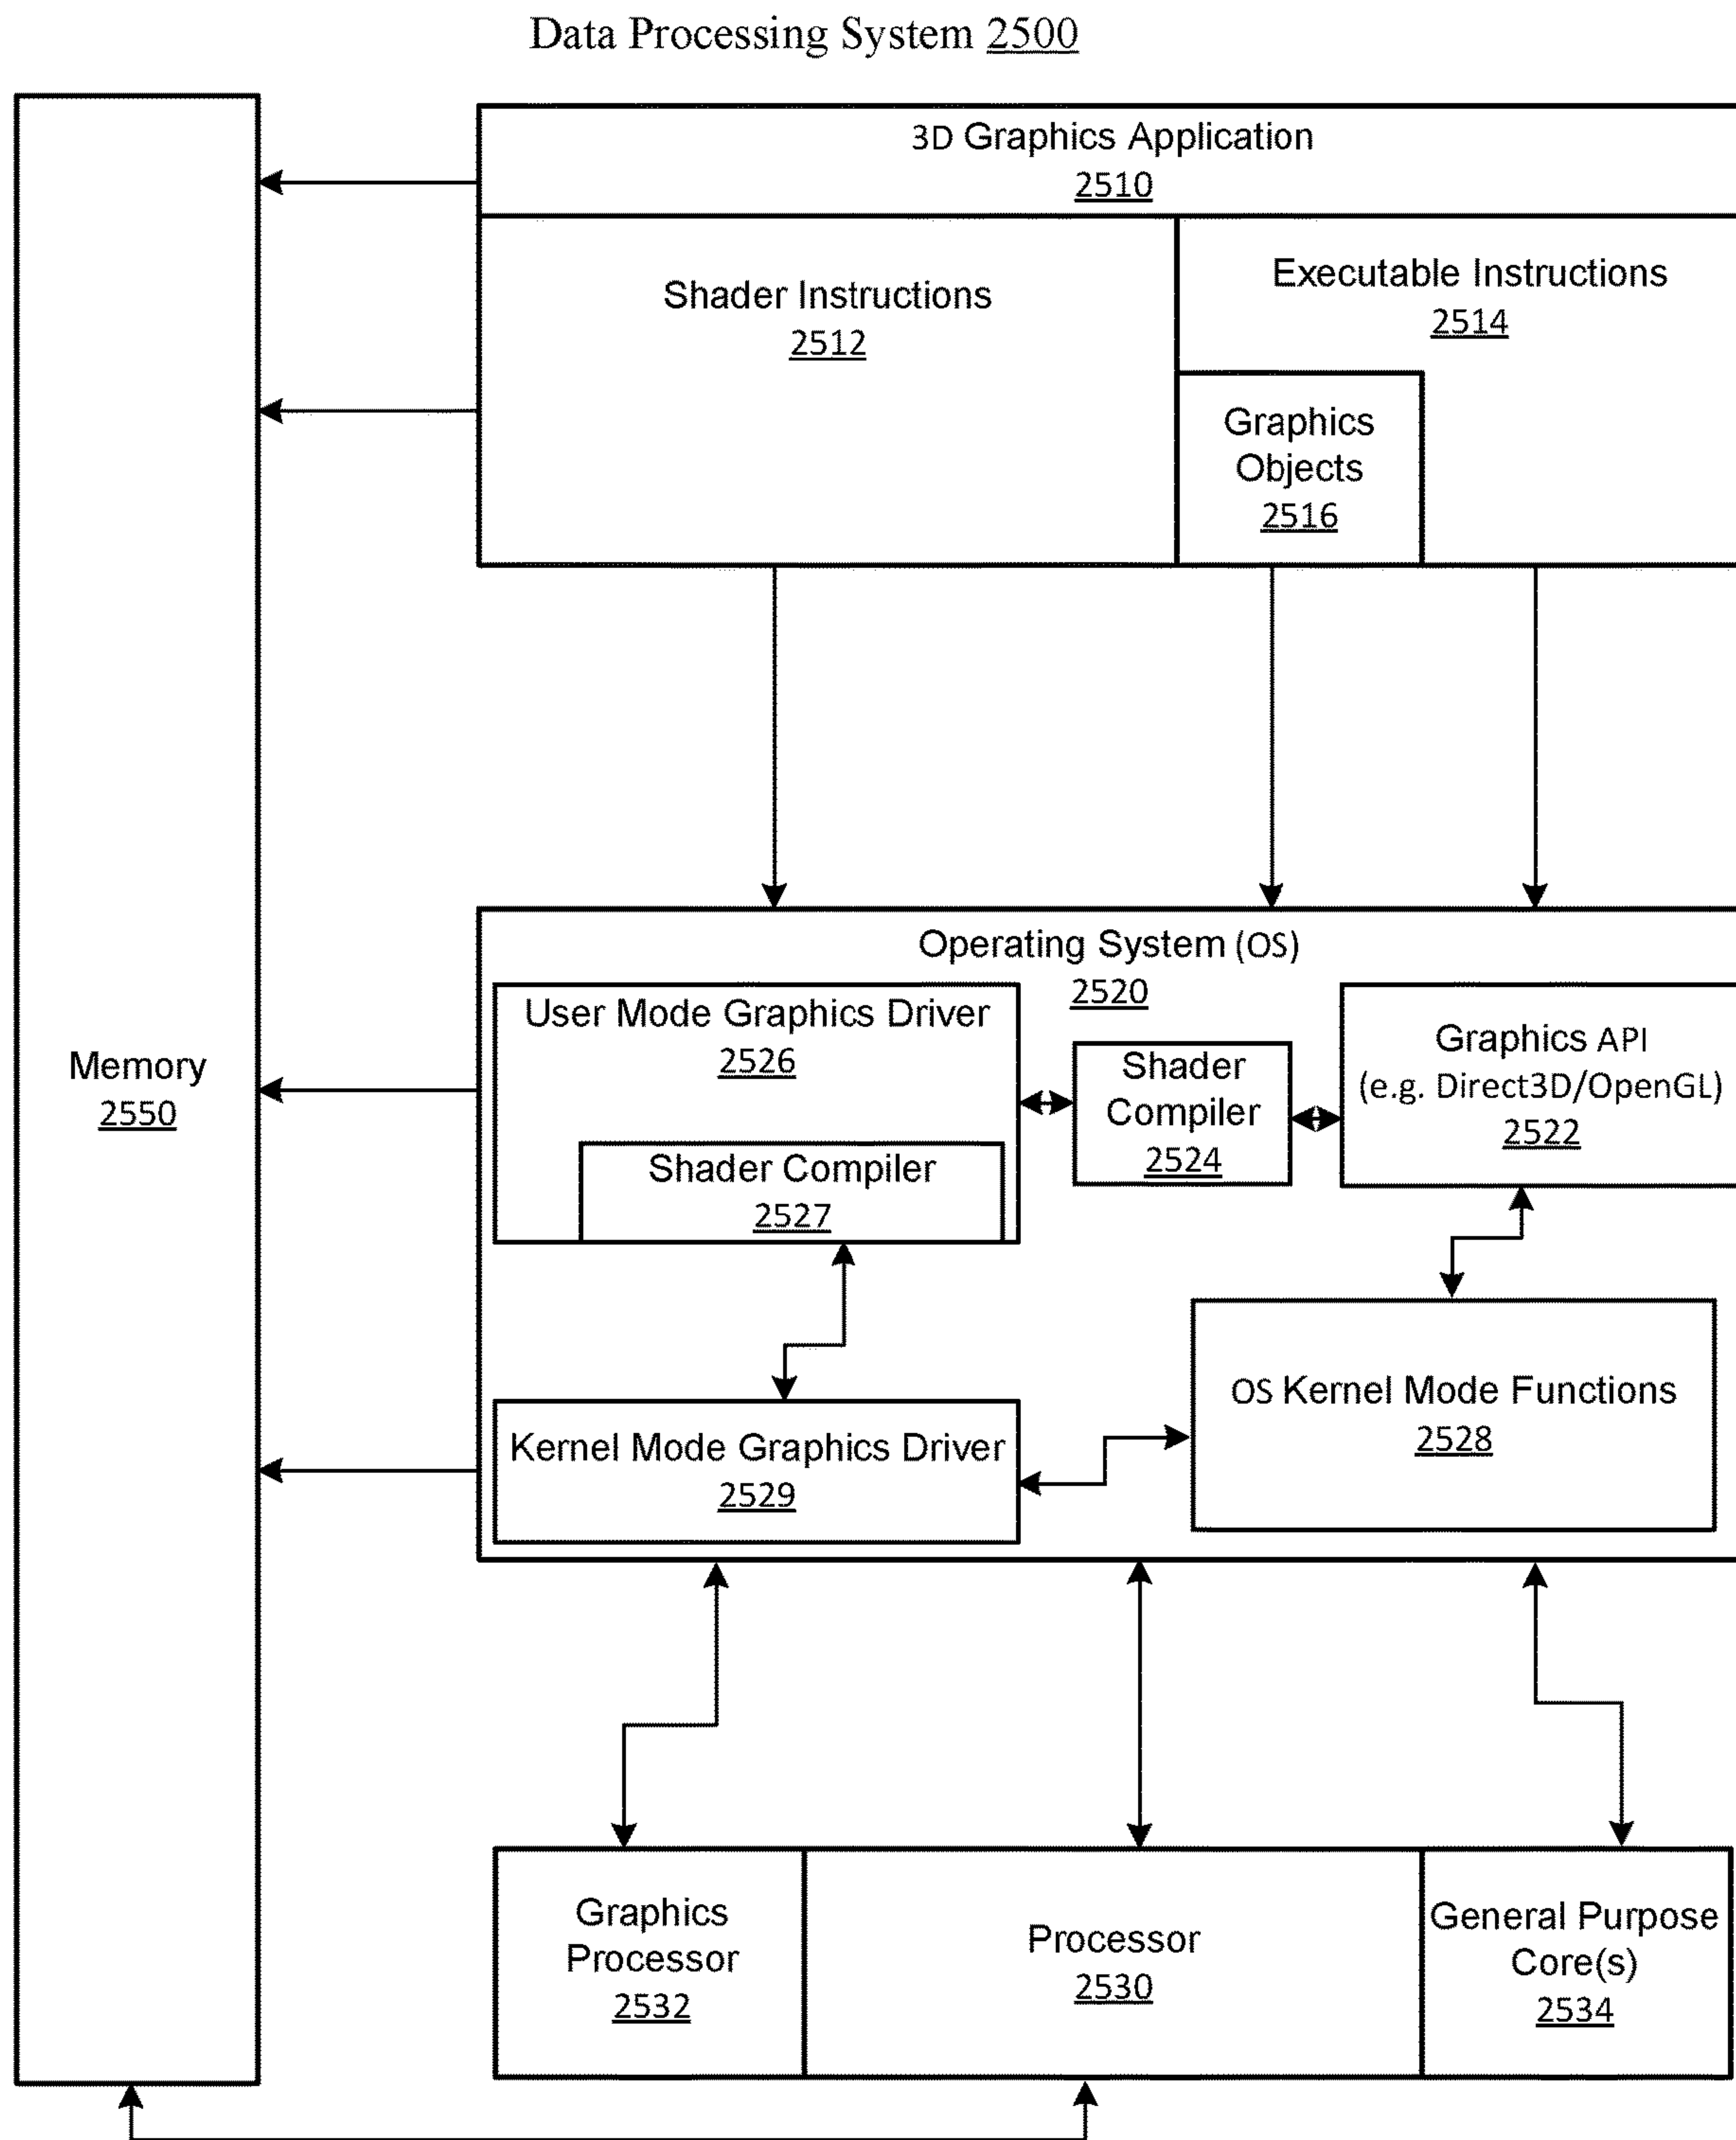 Data Processing System 2500
3D Graphics Application
2510
Shader Instructions
2512
Executable Instructions
2514
Graphics
Objects
2516
Memory
2550
Operating System (OS)
2520
User Mode Graphics Driver
2526
Shader Compiler
2527
Shader
Compiler
2524
Graphics API
(e.g. Direct3D/OpenGL)
2522
OS Kernel Mode Functions
2528
Kernel Mode Graphics Driver
2529
Graphics
Processor
2532
Processor
2530
General Purpose
Core(s)
2534